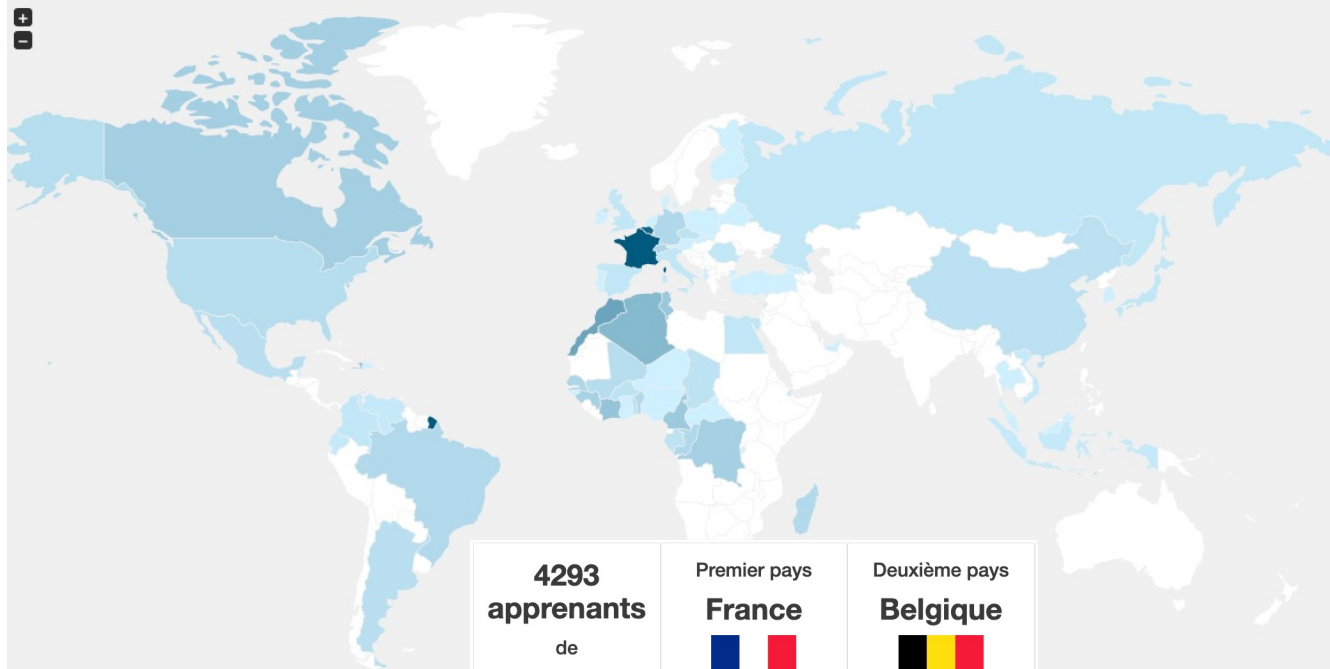 +
−
4293
apprenants
de
Premier pays
France
Deuxième pays
Belgique